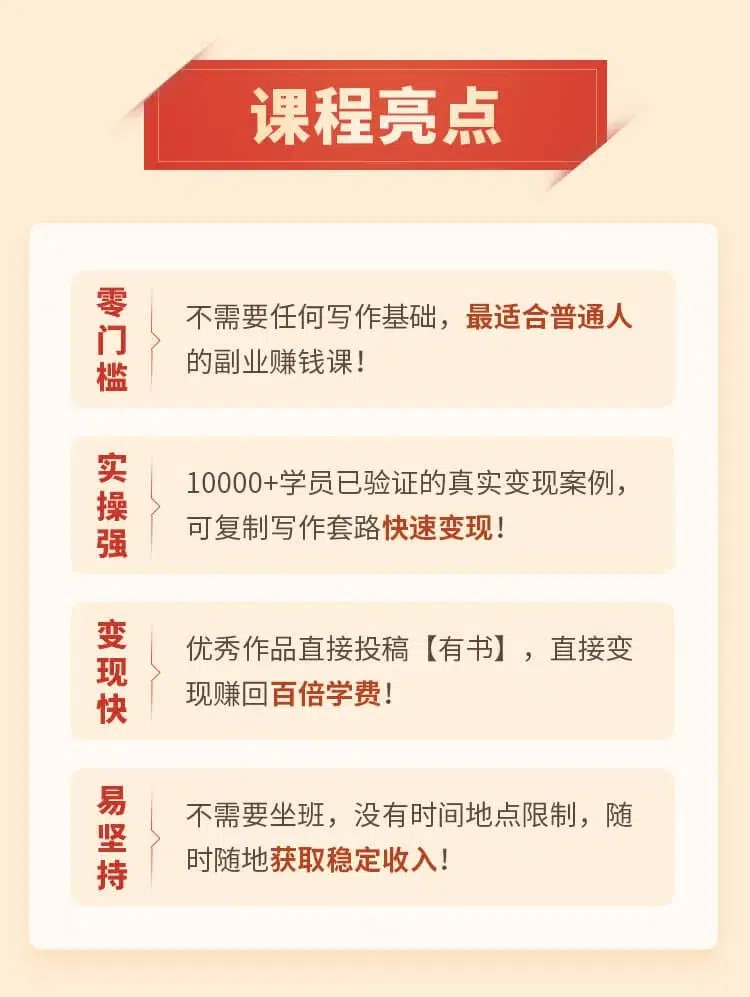 课程亮点
零门槛
不需要任何写作基础，最适合普通人
的副业赚钱课！
实操强
10000+学员已验证的真实变现案例，
可复制写作套路快速变现！
变现快
优秀作品直接投稿【有书】，直接变
现赚回百倍学费！
易坚持
不需要坐班，没有时间地点限制，随
时随地获取稳定收入！